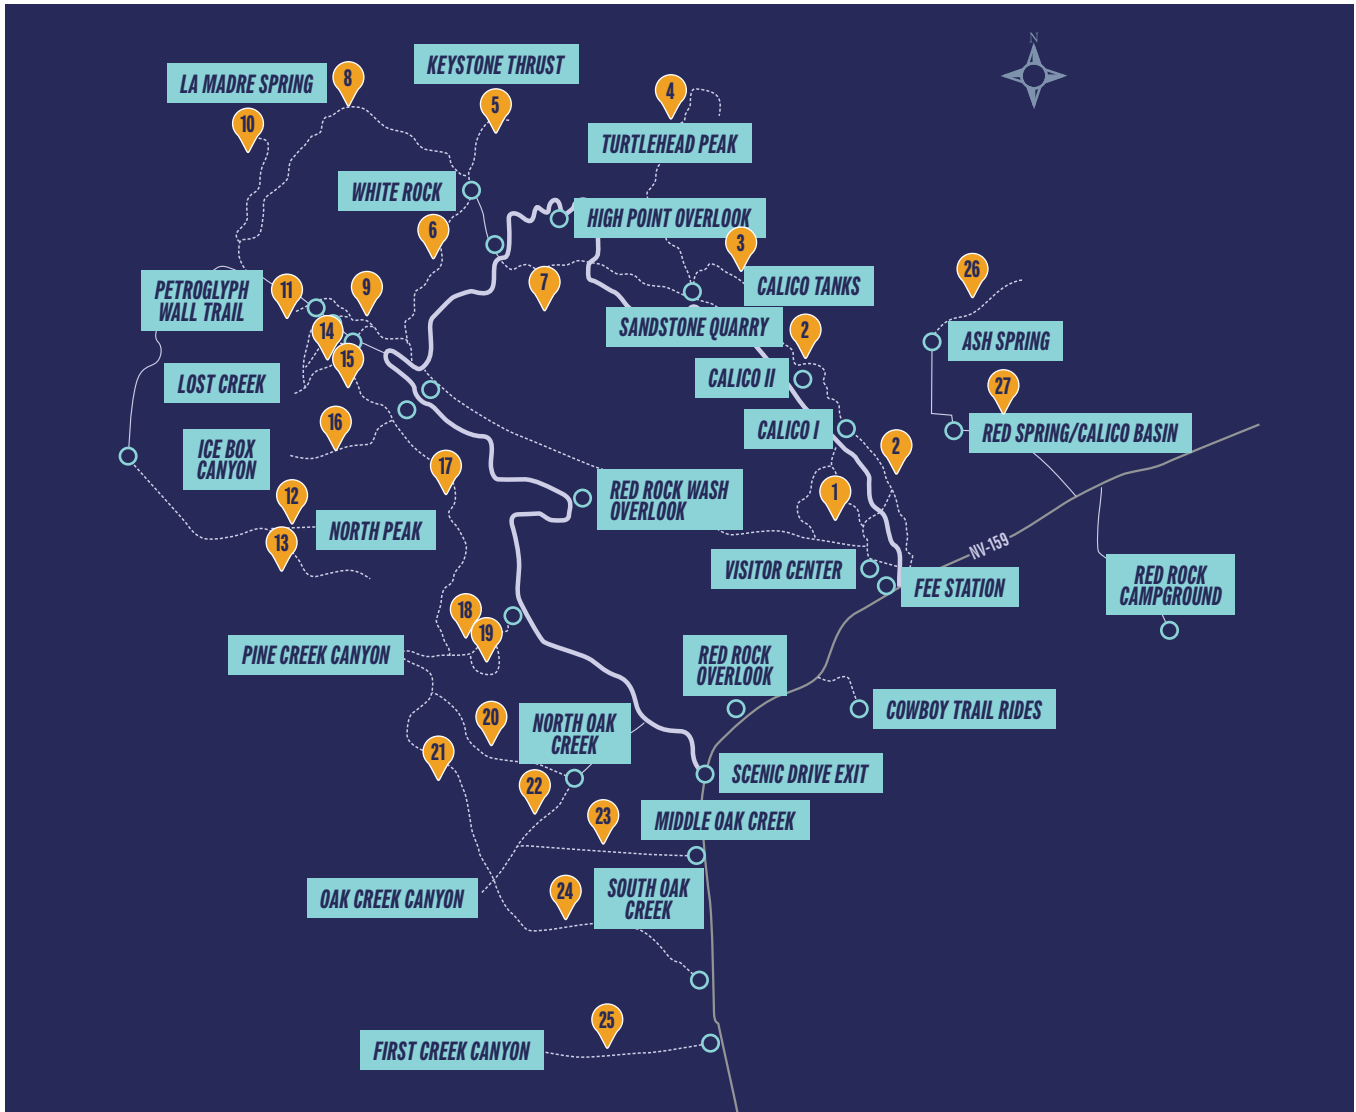 N
KEYSTONE THRUST
LA MADRE SPRING
8
5
4
10
TURTLEHEAD PEAK
WHITE ROCK
HIGH POINT OVERLOOK
6
3
26
7
CALICO TANKS
PETROGLYPH
WALL TRAIL
11
9
14
SANDSTONE QUARRY
2
ASH SPRING
15
LOST CREEK
CALICO II
27
16
CALICO I
RED SPRING/CALICO BASIN
ICE BOX
CANYON
17
2
12
RED ROCK WASH
OVERLOOK
1
NORTH PEAK
13
NV-159
VISITOR CENTER
FEE STATION
RED ROCK
CAMPGROUND
18
19
PINE CREEK CANYON
RED ROCK
OVERLOOK
20
NORTH OAK
CREEK
COWBOY TRAIL RIDES
21
SCENIC DRIVE EXIT
22
23
MIDDLE OAK CREEK
OAK CREEK CANYON
24
SOUTH OAK
CREEK
25
FIRST CREEK CANYON